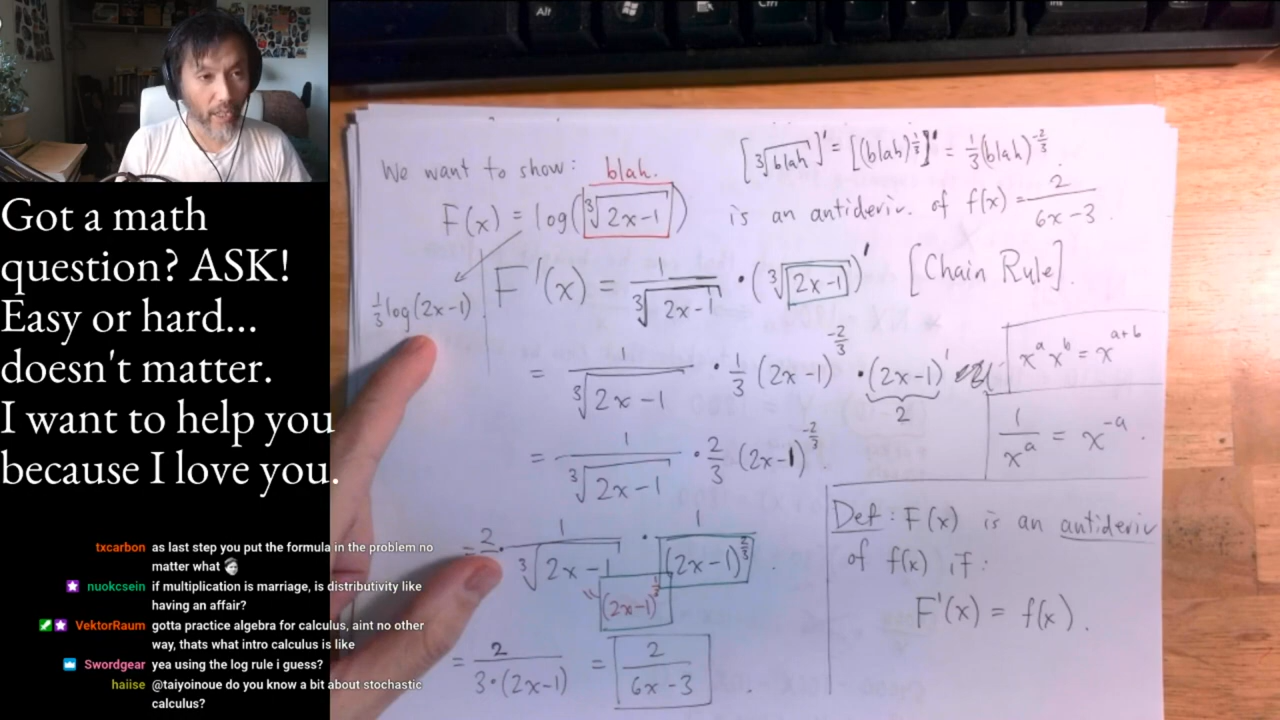 Alt
Ctrl
We want to show: blah.
[∛blah]' = [(blah)^{1/3}]' = 1/3(blah)^{-2/3}
F(x) = log(∛2x-1) is an antideriv. of f(x) = 2/(6x-3).
1/3 log(2x-1)
F'(x) = 1/∛2x-1 · (∛2x-1)' [Chain Rule].
= 1/∛2x-1 · 1/3 (2x-1)^{-2/3} · (2x-1)'
2
x^a x^b = x^{a+b}
1/x^a = x^{-a}.
= 1/∛2x-1 · 2/3 (2x-1)^{-2/3}
= 2 · 1/∛2x-1 · 1/(2x-1)^{2/3}.
"(2x-1)^{1/3}
= 2/(3·(2x-1)) = 2/(6x-3).
Def: F(x) is an antideriv
of f(x) if:
F'(x) = f(x).
Got a math
question? ASK!
Easy or hard...
doesn't matter.
I want to help you
because I love you.
txcarbon as last step you put the formula in the problem no
matter what
nuokcsein if multiplication is marriage, is distributivity like
having an affair?
VektorRaum gotta practice algebra for calculus, aint no other
way, thats what intro calculus is like
Swordgear yea using the log rule i guess?
haiise @taiyoinoue do you know a bit about stochastic
calculus?